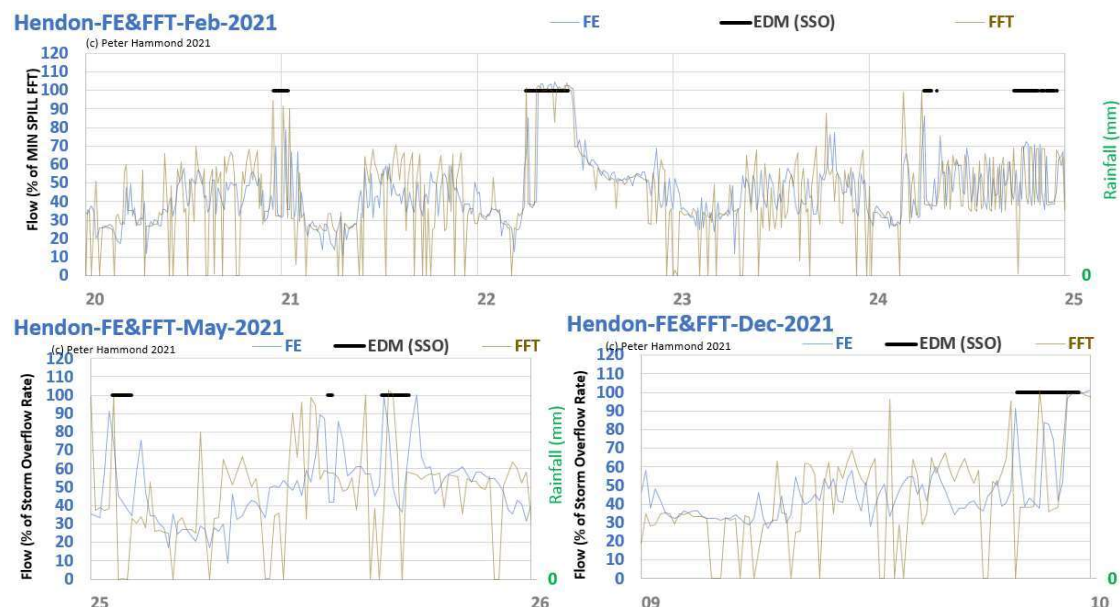 Hendon-FE&FFT-Feb-2021
FE EDM (SSO) FFT
(c) Peter Hammond 2021
Flow (% of MIN SPILL FFT)
120
110
100
90
80
70
60
50
40
30
20
10
0
Rainfall (mm)
0
20 21 22 23 24 25
Hendon-FE&FFT-May-2021
(c) Peter Hammond 2021
FE EDM (SSO) FFT
Flow (% of Storm Overflow Rate)
120
110
100
90
80
70
60
50
40
30
20
10
0
Rainfall (mm)
0
25 26
Hendon-FE&FFT-Dec-2021
(c) Peter Hammond 2021
FE EDM (SSO) FFT
Flow (% of Storm Overflow Rate)
120
110
100
90
80
70
60
50
40
30
20
10
0
Rainfall (mm)
0
09 10